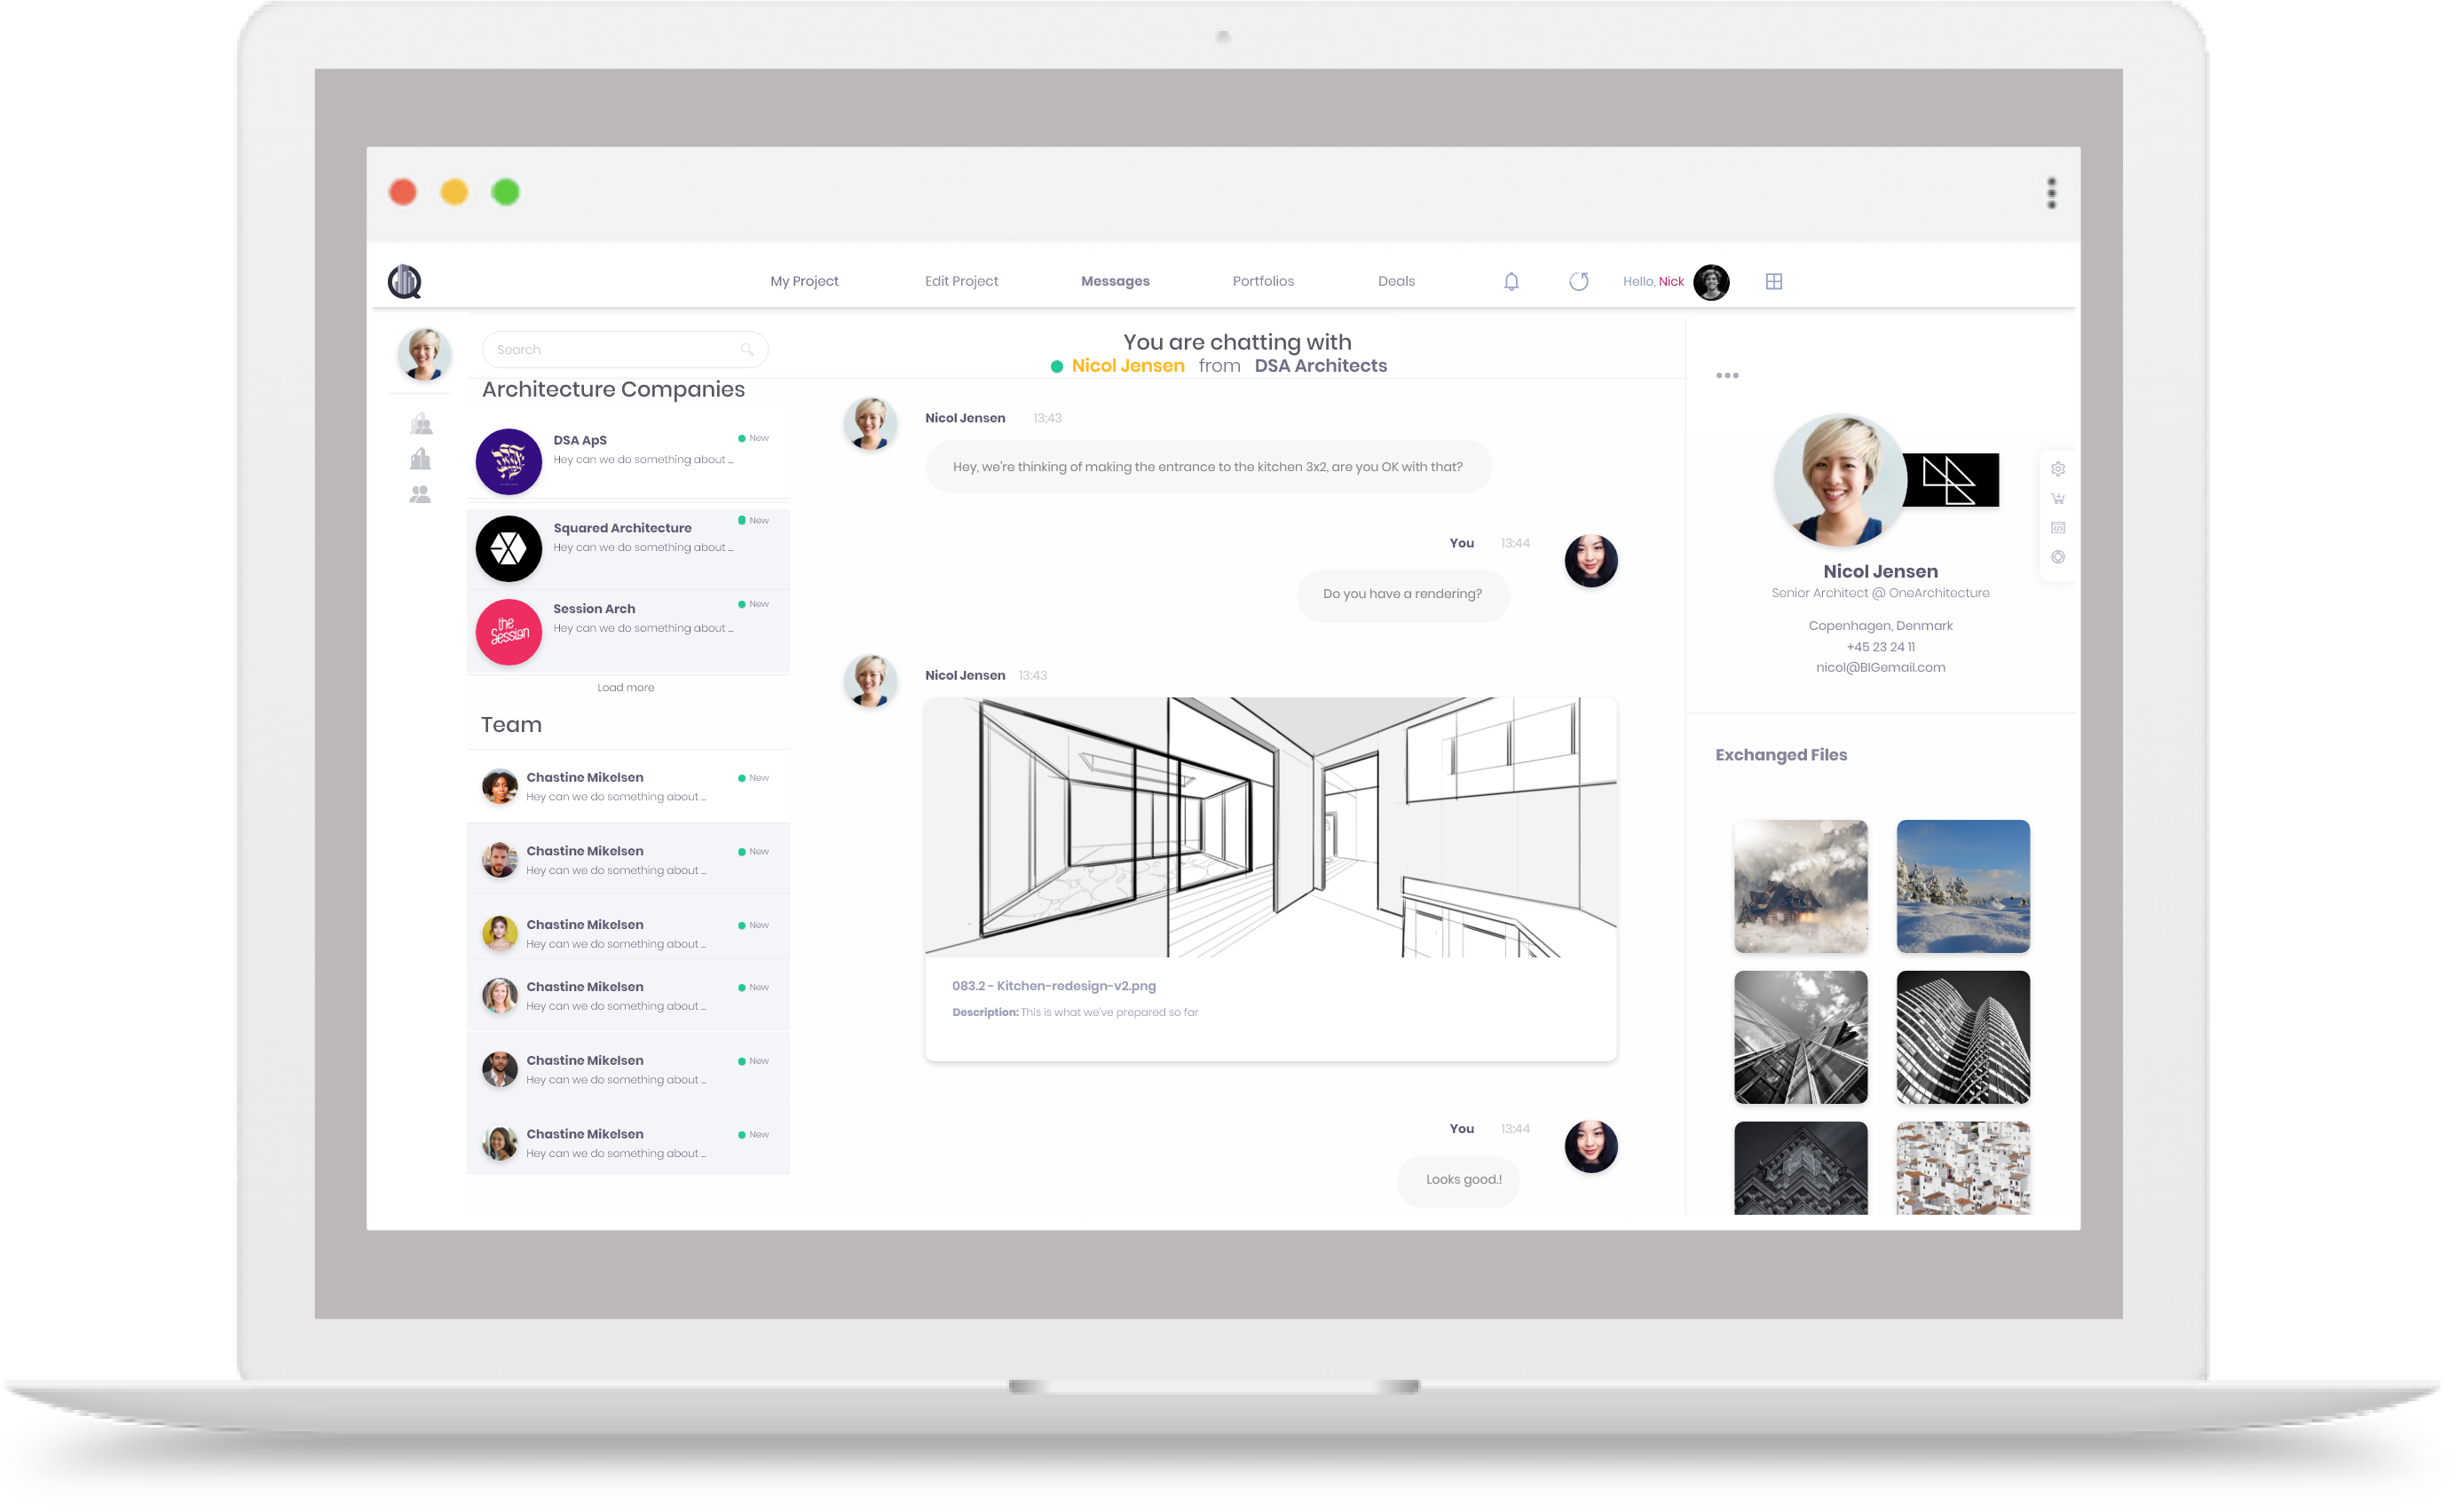 My Project
Edit Project
Messages
Portfolios
Deals
Hello, Nick
Search
Architecture Companies
DSA ApS
New
Hey can we do something about ...
Squared Architecture
New
Hey can we do something about ...
the Session
Session Arch
New
Hey can we do something about ...
Load more
Team
Chastine Mikelsen
New
Hey can we do something about ...
Chastine Mikelsen
New
Hey can we do something about ...
Chastine Mikelsen
New
Hey can we do something about ...
Chastine Mikelsen
New
Hey can we do something about ...
Chastine Mikelsen
New
Hey can we do something about ...
Chastine Mikelsen
New
Hey can we do something about ...
You are chatting with
Nicol Jensen from DSA Architects
Nicol Jensen 13:43
Hey, we're thinking of making the entrance to the kitchen 3x2, are you OK with that?
You 13:44
Do you have a rendering?
Nicol Jensen 13:43
083.2 - Kitchen-redesign-v2.png
Description: This is what we've prepared so far
You 13:44
Looks good.!
Nicol Jensen
Senior Architect @ OneArchitecture
Copenhagen, Denmark
+45 23 24 11
nicol@BIGemail.com
Exchanged Files